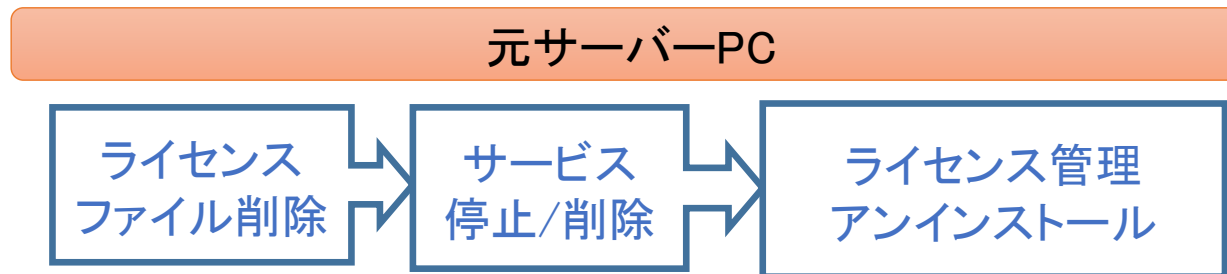 元サーバーPC
ライセンス
ファイル削除
サービス
停止/削除
ライセンス管理
アンインストール